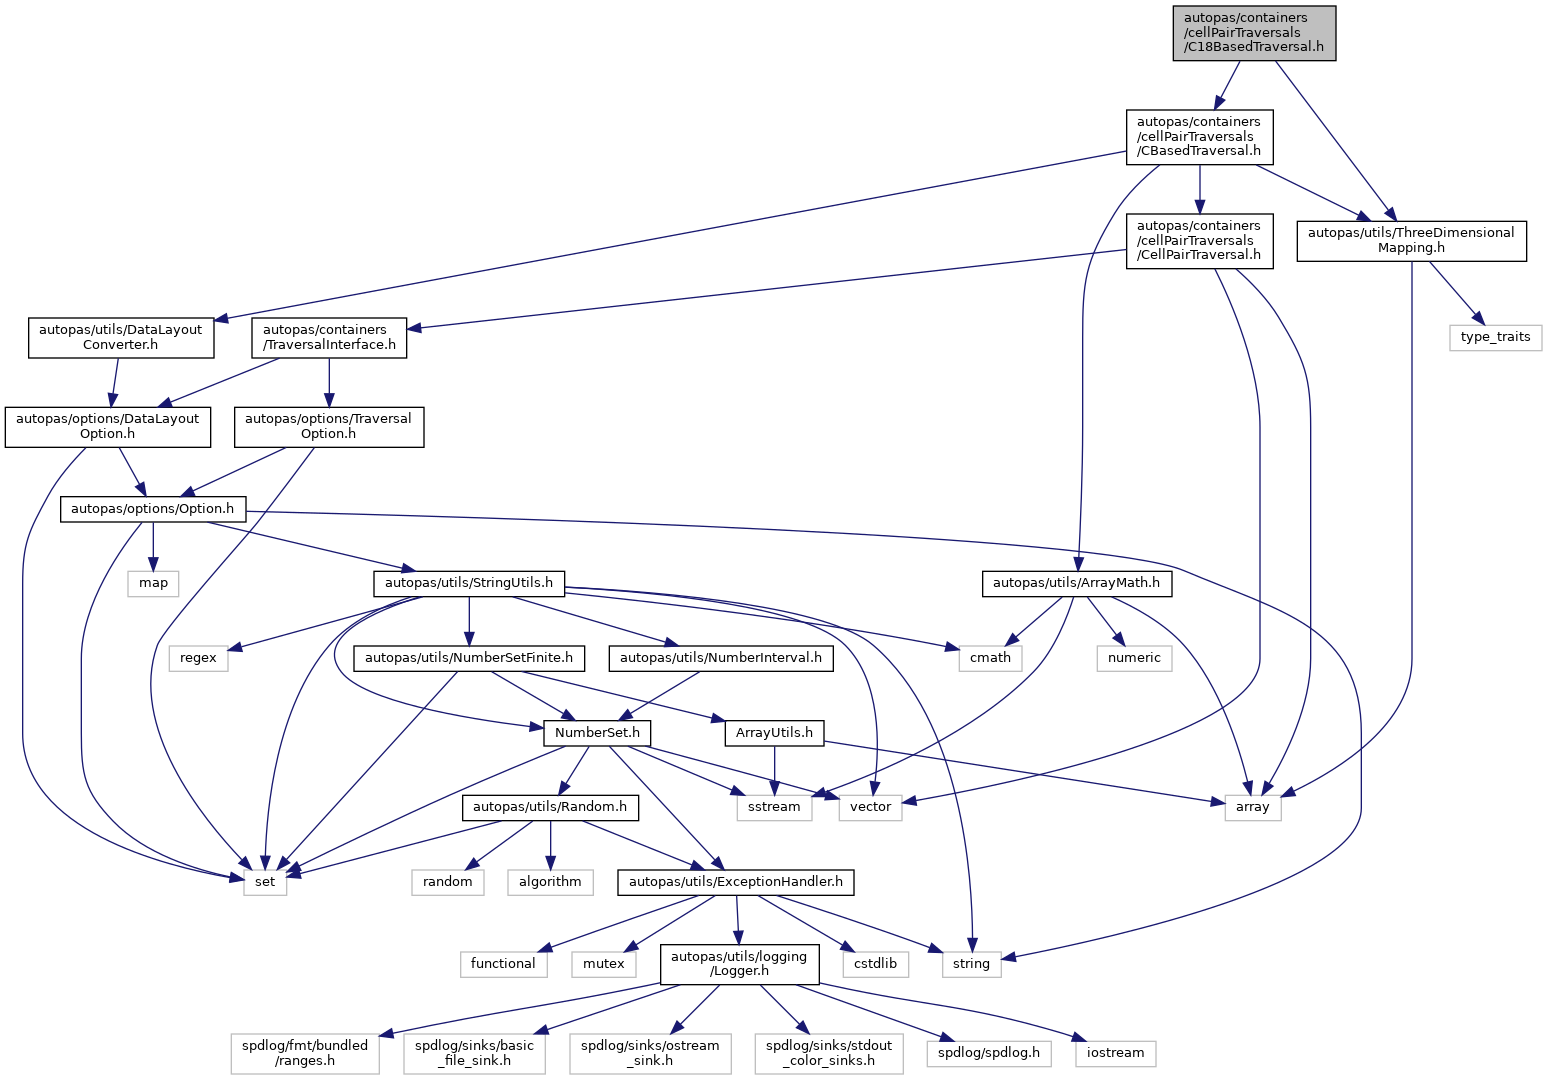 autopas/containers
/cellPairTraversals
/C18BasedTraversal.h
autopas/containers
/cellPairTraversals
/CBasedTraversal.h
autopas/containers
/cellPairTraversals
/CellPairTraversal.h
autopas/utils/ThreeDimensional
Mapping.h
autopas/utils/DataLayout
Converter.h
autopas/containers
/TraversalInterface.h
type_traits
autopas/options/DataLayout
Option.h
autopas/options/Traversal
Option.h
autopas/options/Option.h
map
autopas/utils/StringUtils.h
autopas/utils/ArrayMath.h
regex
autopas/utils/NumberSetFinite.h
autopas/utils/NumberInterval.h
cmath
numeric
NumberSet.h
ArrayUtils.h
autopas/utils/Random.h
sstream
vector
array
set
random
algorithm
autopas/utils/ExceptionHandler.h
functional
mutex
autopas/utils/logging
/Logger.h
cstdlib
string
spdlog/fmt/bundled
/ranges.h
spdlog/sinks/basic
_file_sink.h
spdlog/sinks/ostream
_sink.h
spdlog/sinks/stdout
_color_sinks.h
spdlog/spdlog.h
iostream